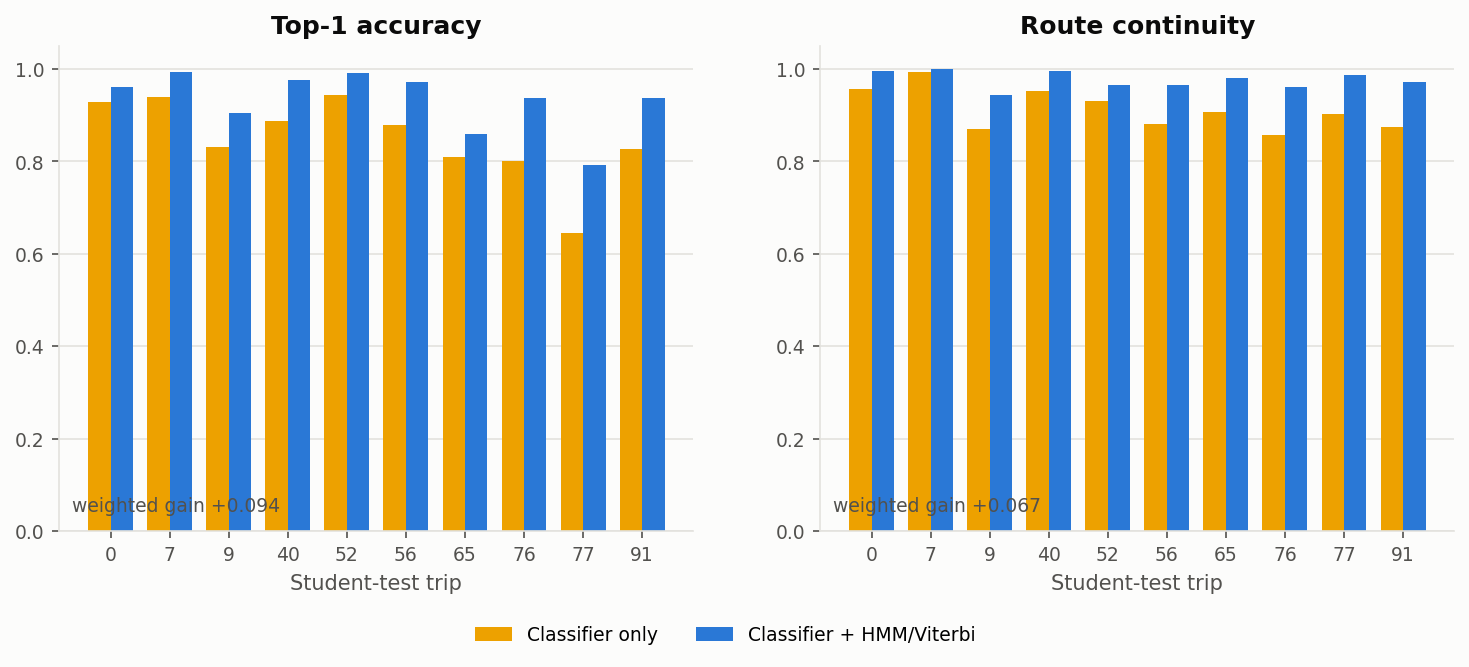 Top-1 accuracy
1.0
0.8
0.6
0.4
0.2
0.0
weighted gain +0.094
0 7 9 40 52 56 65 76 77 91
Student-test trip
Route continuity
1.0
0.8
0.6
0.4
0.2
0.0
weighted gain +0.067
0 7 9 40 52 56 65 76 77 91
Student-test trip
Classifier only
Classifier + HMM/Viterbi